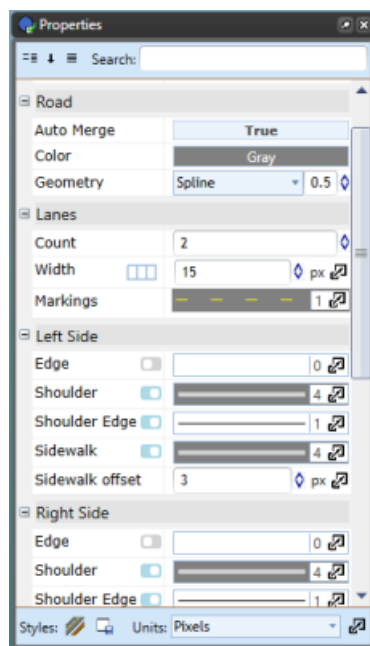 Properties
Search:
Road
Auto Merge True
Color Gray
Geometry Spline 0.5
Lanes
Count 2
Width 15 px
Markings 1
Left Side
Edge 0
Shoulder 4
Shoulder Edge 1
Sidewalk 4
Sidewalk offset 3 px
Right Side
Edge 0
Shoulder 4
Shoulder Edge 1
Styles: Units: Pixels